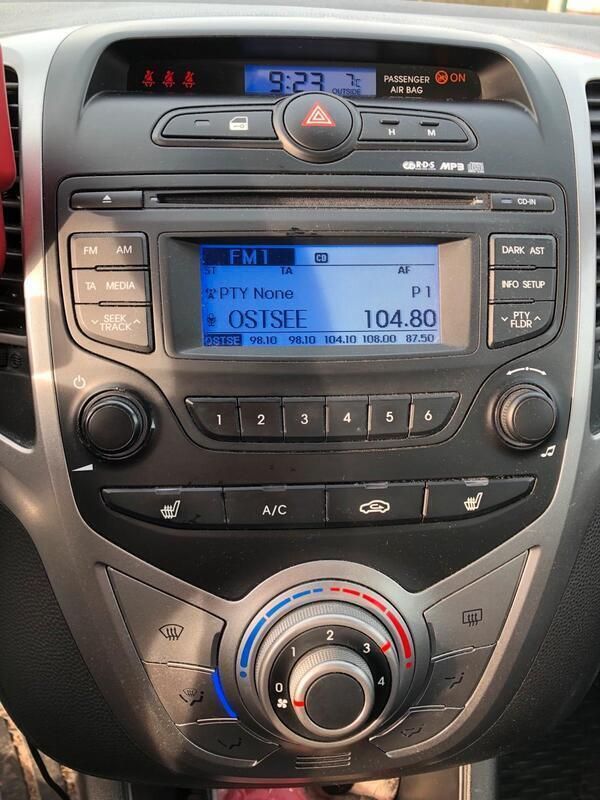 9:23 7°C OUTSIDE PASSENGER AIR BAG ON
H M
RDS MP3
CD-IN
FM AM
TA MEDIA
SEEK TRACK
FM1 CD
ST TA AF
PTY None P1
OSTSEE 104.80
OSTSE 98.10 98.10 104.10 108.00 87.50
DARK AST
INFO SETUP
PTY FLDR
1 2 3 4 5 6
A/C
0 1 2 3 4